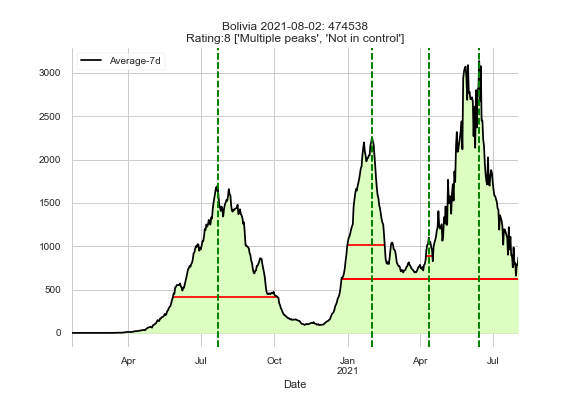 Bolivia 2021-08-02: 474538
Rating:8 ['Multiple peaks', 'Not in control']
Average-7d
3000
2500
2000
1500
1000
500
0
Apr Jul Oct Jan Apr Jul
2021
Date